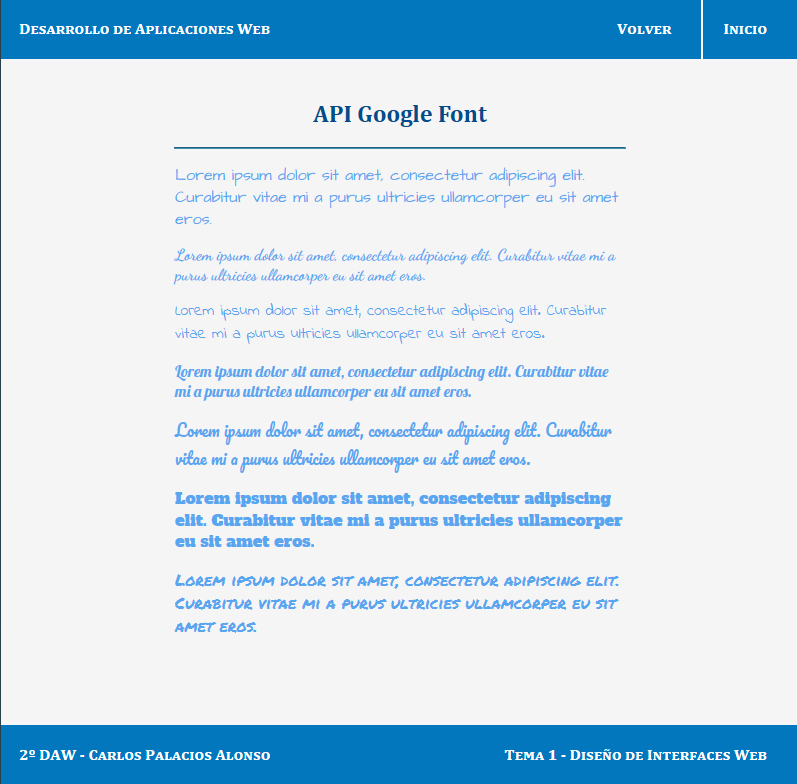 Desarrollo de Aplicaciones Web
Volver
Inicio
API Google Font
Lorem ipsum dolor sit amet, consectetur adipiscing elit.
Curabitur vitae mi a purus ultricies ullamcorper eu sit amet
eros.
Lorem ipsum dolor sit amet, consectetur adipiscing elit. Curabitur vitae mi a
purus ultricies ullamcorper eu sit amet eros.
Lorem ipsum dolor sit amet, consectetur adipiscing elit. Curabitur
vitae mi a purus ultricies ullamcorper eu sit amet eros.
Lorem ipsum dolor sit amet, consectetur adipiscing elit. Curabitur vitae
mi a purus ultricies ullamcorper eu sit amet eros.
Lorem ipsum dolor sit amet, consectetur adipiscing elit. Curabitur
vitae mi a purus ultricies ullamcorper eu sit amet eros.
Lorem ipsum dolor sit amet, consectetur adipiscing
elit. Curabitur vitae mi a purus ultricies ullamcorper
eu sit amet eros.
Lorem ipsum dolor sit amet, consectetur adipiscing elit.
Curabitur vitae mi a purus ultricies ullamcorper eu sit
amet eros.
2º DAW - Carlos Palacios Alonso
Tema 1 - Diseño de Interfaces Web